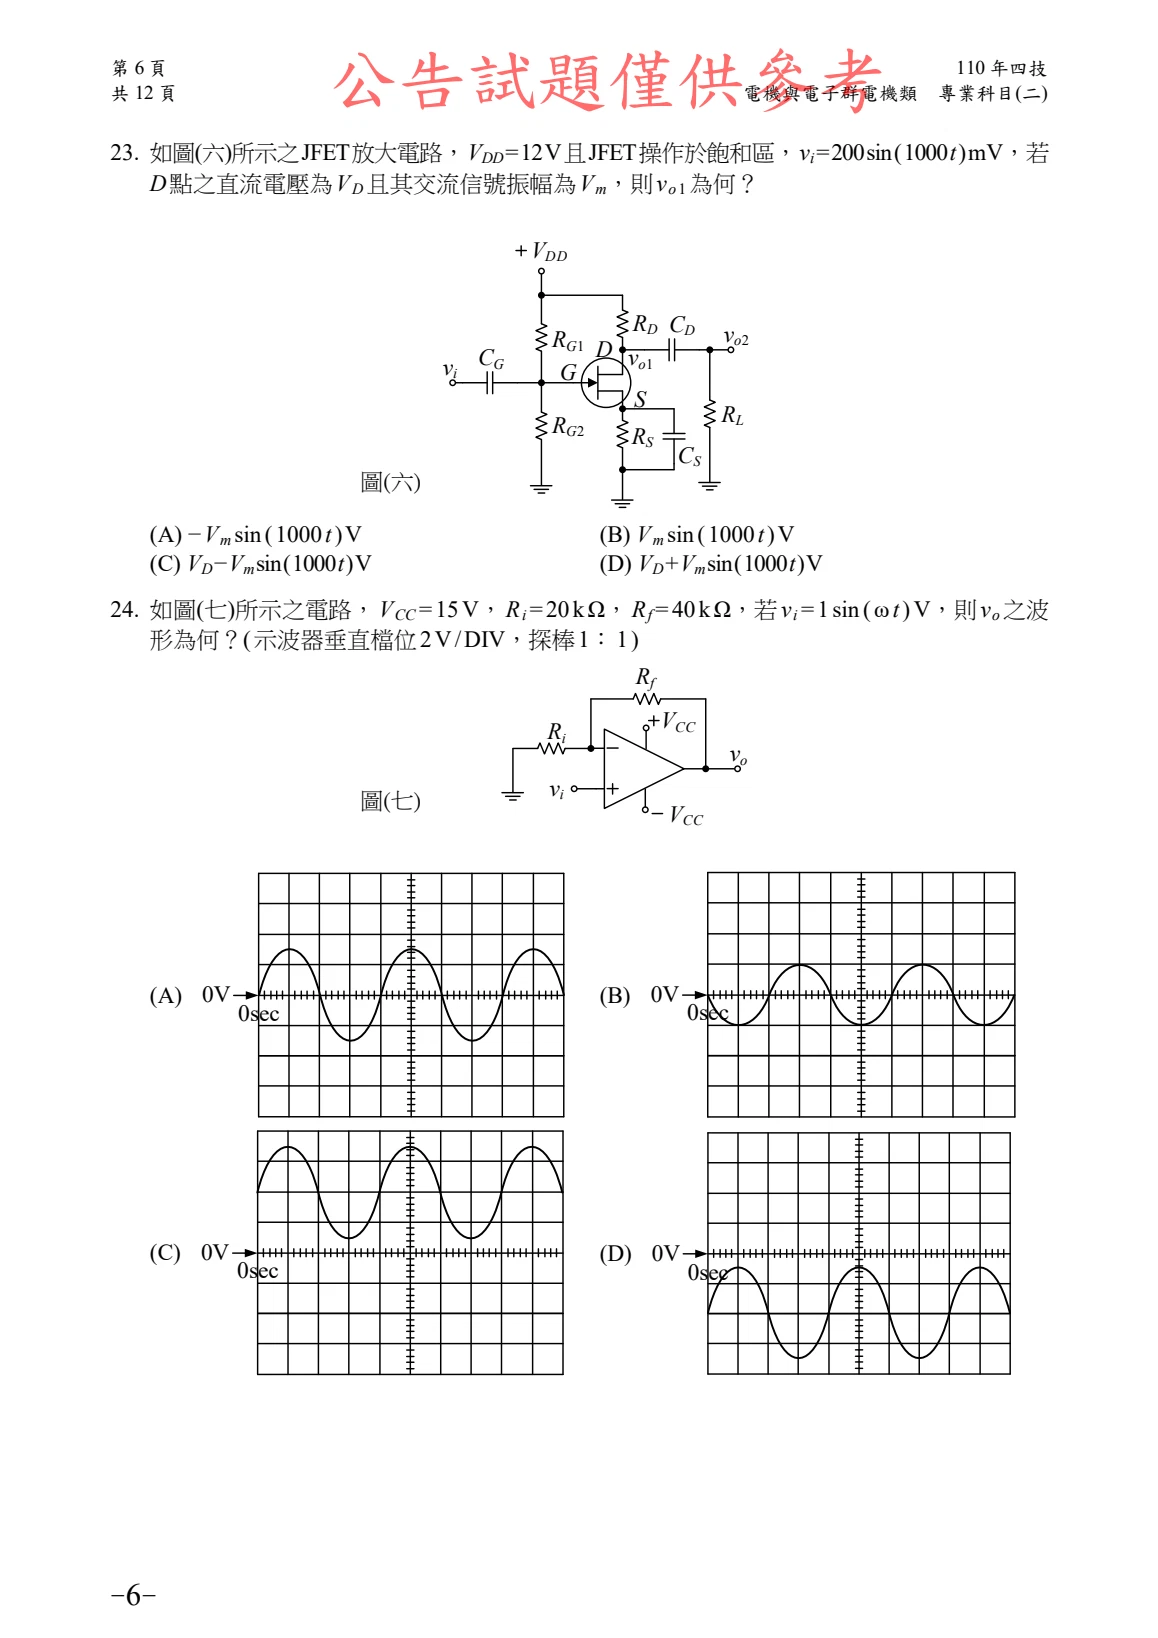 第 6 頁
共 12 頁
公告試題僅供參考
110 年四技
電機與電子群電機類 專業科目(二)
23. 如圖(六)所示之JFET放大電路，VDD=12V且JFET操作於飽和區，vi=200sin(1000t)mV，若
D點之直流電壓為VD且其交流信號振幅為Vm，則vo1為何？
+VDD
RG1
RD
CD
vo2
D
vo1
vi
CG
G
S
RG2
RS
CS
RL
圖(六)
(A) −Vm sin(1000t)V
(B) Vm sin(1000t)V
(C) VD−Vmsin(1000t)V
(D) VD+Vmsin(1000t)V
24. 如圖(七)所示之電路，VCC=15V，Ri=20kΩ，Rf=40kΩ，若vi=1sin(ωt)V，則vo之波
形為何？(示波器垂直檔位2V/DIV，探棒1：1)
Rf
+VCC
Ri
−
vo
vi
+
−VCC
圖(七)
(A) 0V
0sec
(B) 0V
0sec
(C) 0V
0sec
(D) 0V
0sec
−6−